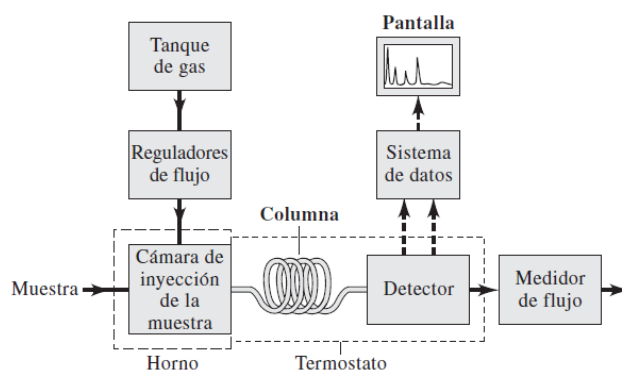 Tanque
de gas
Pantalla
Reguladores
de flujo
Sistema
de datos
Columna
Muestra
Cámara de
inyección
de la
muestra
Detector
Medidor
de flujo
Horno
Termostato